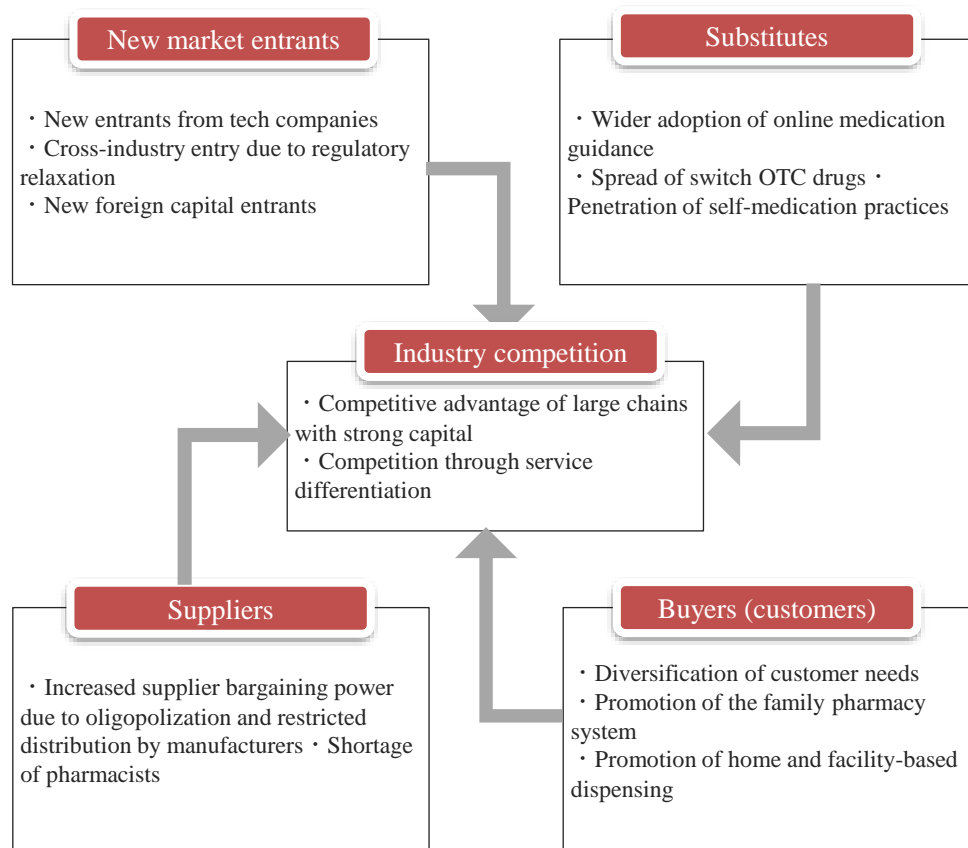 New market entrants
・New entrants from tech companies
・Cross-industry entry due to regulatory
relaxation
・New foreign capital entrants
Substitutes
・Wider adoption of online medication
guidance
・Spread of switch OTC drugs・
Penetration of self-medication practices
Industry competition
・Competitive advantage of large chains
with strong capital
・Competition through service
differentiation
Suppliers
・Increased supplier bargaining power
due to oligopolization and restricted
distribution by manufacturers・Shortage
of pharmacists
Buyers (customers)
・Diversification of customer needs
・Promotion of the family pharmacy
system
・Promotion of home and facility-based
dispensing